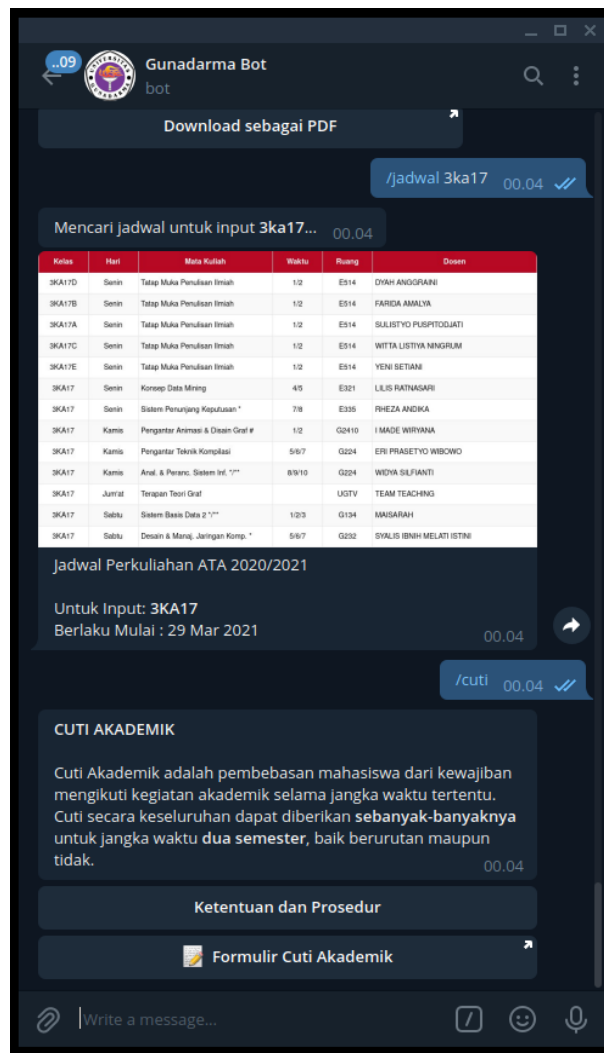 ..09
Gunadarma Bot
bot
Download sebagai PDF
/jadwal 3ka17 00.04
Mencari jadwal untuk input 3ka17... 00.04
Kelas Hari Mata Kuliah Waktu Ruang Dosen
3KA17D Senin Tatap Muka Penulisan Ilmiah 1/2 E514 DYAH ANGGRAINI
3KA17B Senin Tatap Muka Penulisan Ilmiah 1/2 E514 FARIDA AMALYA
3KA17A Senin Tatap Muka Penulisan Ilmiah 1/2 E514 SULISTYO PUSPITODJATI
3KA17C Senin Tatap Muka Penulisan Ilmiah 1/2 E514 WITTA LISTIYA NINGRUM
3KA17E Senin Tatap Muka Penulisan Ilmiah 1/2 E514 YENI SETIANI
3KA17 Senin Konsep Data Mining 4/5 E321 LILIS RATNASARI
3KA17 Senin Sistem Penunjang Keputusan * 7/8 E335 RHEZA ANDIKA
3KA17 Kamis Pengantar Animasi & Disain Graf # 1/2 G2410 I MADE WIRYANA
3KA17 Kamis Pengantar Teknik Kompilasi 5/6/7 G224 ERI PRASETYO WIBOWO
3KA17 Kamis Anal. & Peranc. Sistem Inf. */** 8/9/10 G224 WIDYA SILFIANTI
3KA17 Jum'at Terapan Teori Graf UGTV TEAM TEACHING
3KA17 Sabtu Sistem Basis Data 2 */** 1/2/3 G134 MAISARAH
3KA17 Sabtu Desain & Manaj. Jaringan Komp. * 5/6/7 G232 SYALIS IBNIH MELATI ISTINI
Jadwal Perkuliahan ATA 2020/2021
Untuk Input: 3KA17
Berlaku Mulai : 29 Mar 2021 00.04
/cuti 00.04
CUTI AKADEMIK
Cuti Akademik adalah pembebasan mahasiswa dari kewajiban
mengikuti kegiatan akademik selama jangka waktu tertentu.
Cuti secara keseluruhan dapat diberikan sebanyak-banyaknya
untuk jangka waktu dua semester, baik berurutan maupun
tidak. 00.04
Ketentuan dan Prosedur
📝 Formulir Cuti Akademik
Write a message...